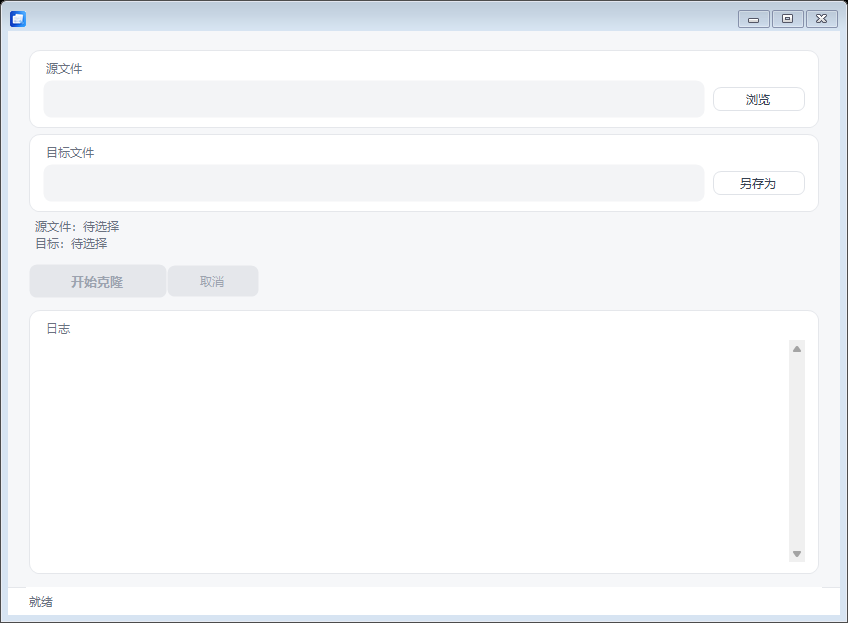 源文件
浏览
目标文件
另存为
源文件：待选择
目标：待选择
开始克隆
取消
日志
就绪